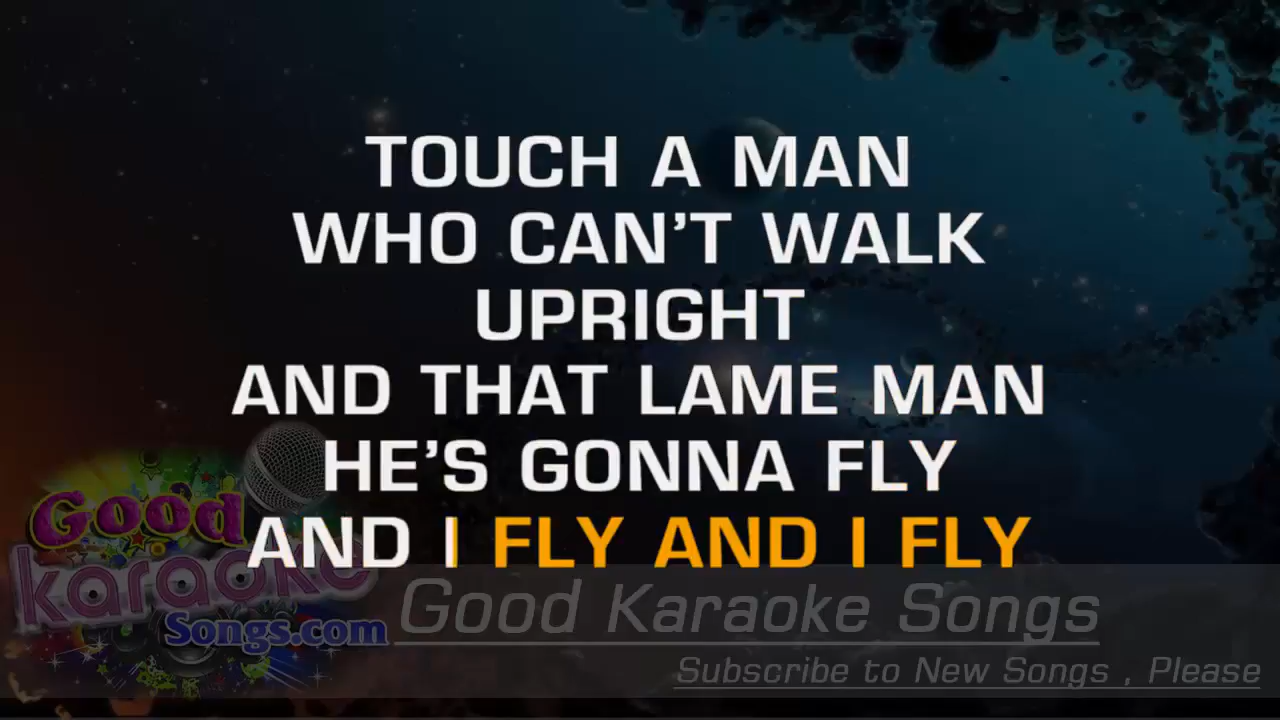 TOUCH A MAN
WHO CAN'T WALK
UPRIGHT
AND THAT LAME MAN
HE'S GONNA FLY
AND I FLY AND I FLY
Good
karaoke
Songs.com
Good Karaoke Songs
Subscribe to New Songs , Please